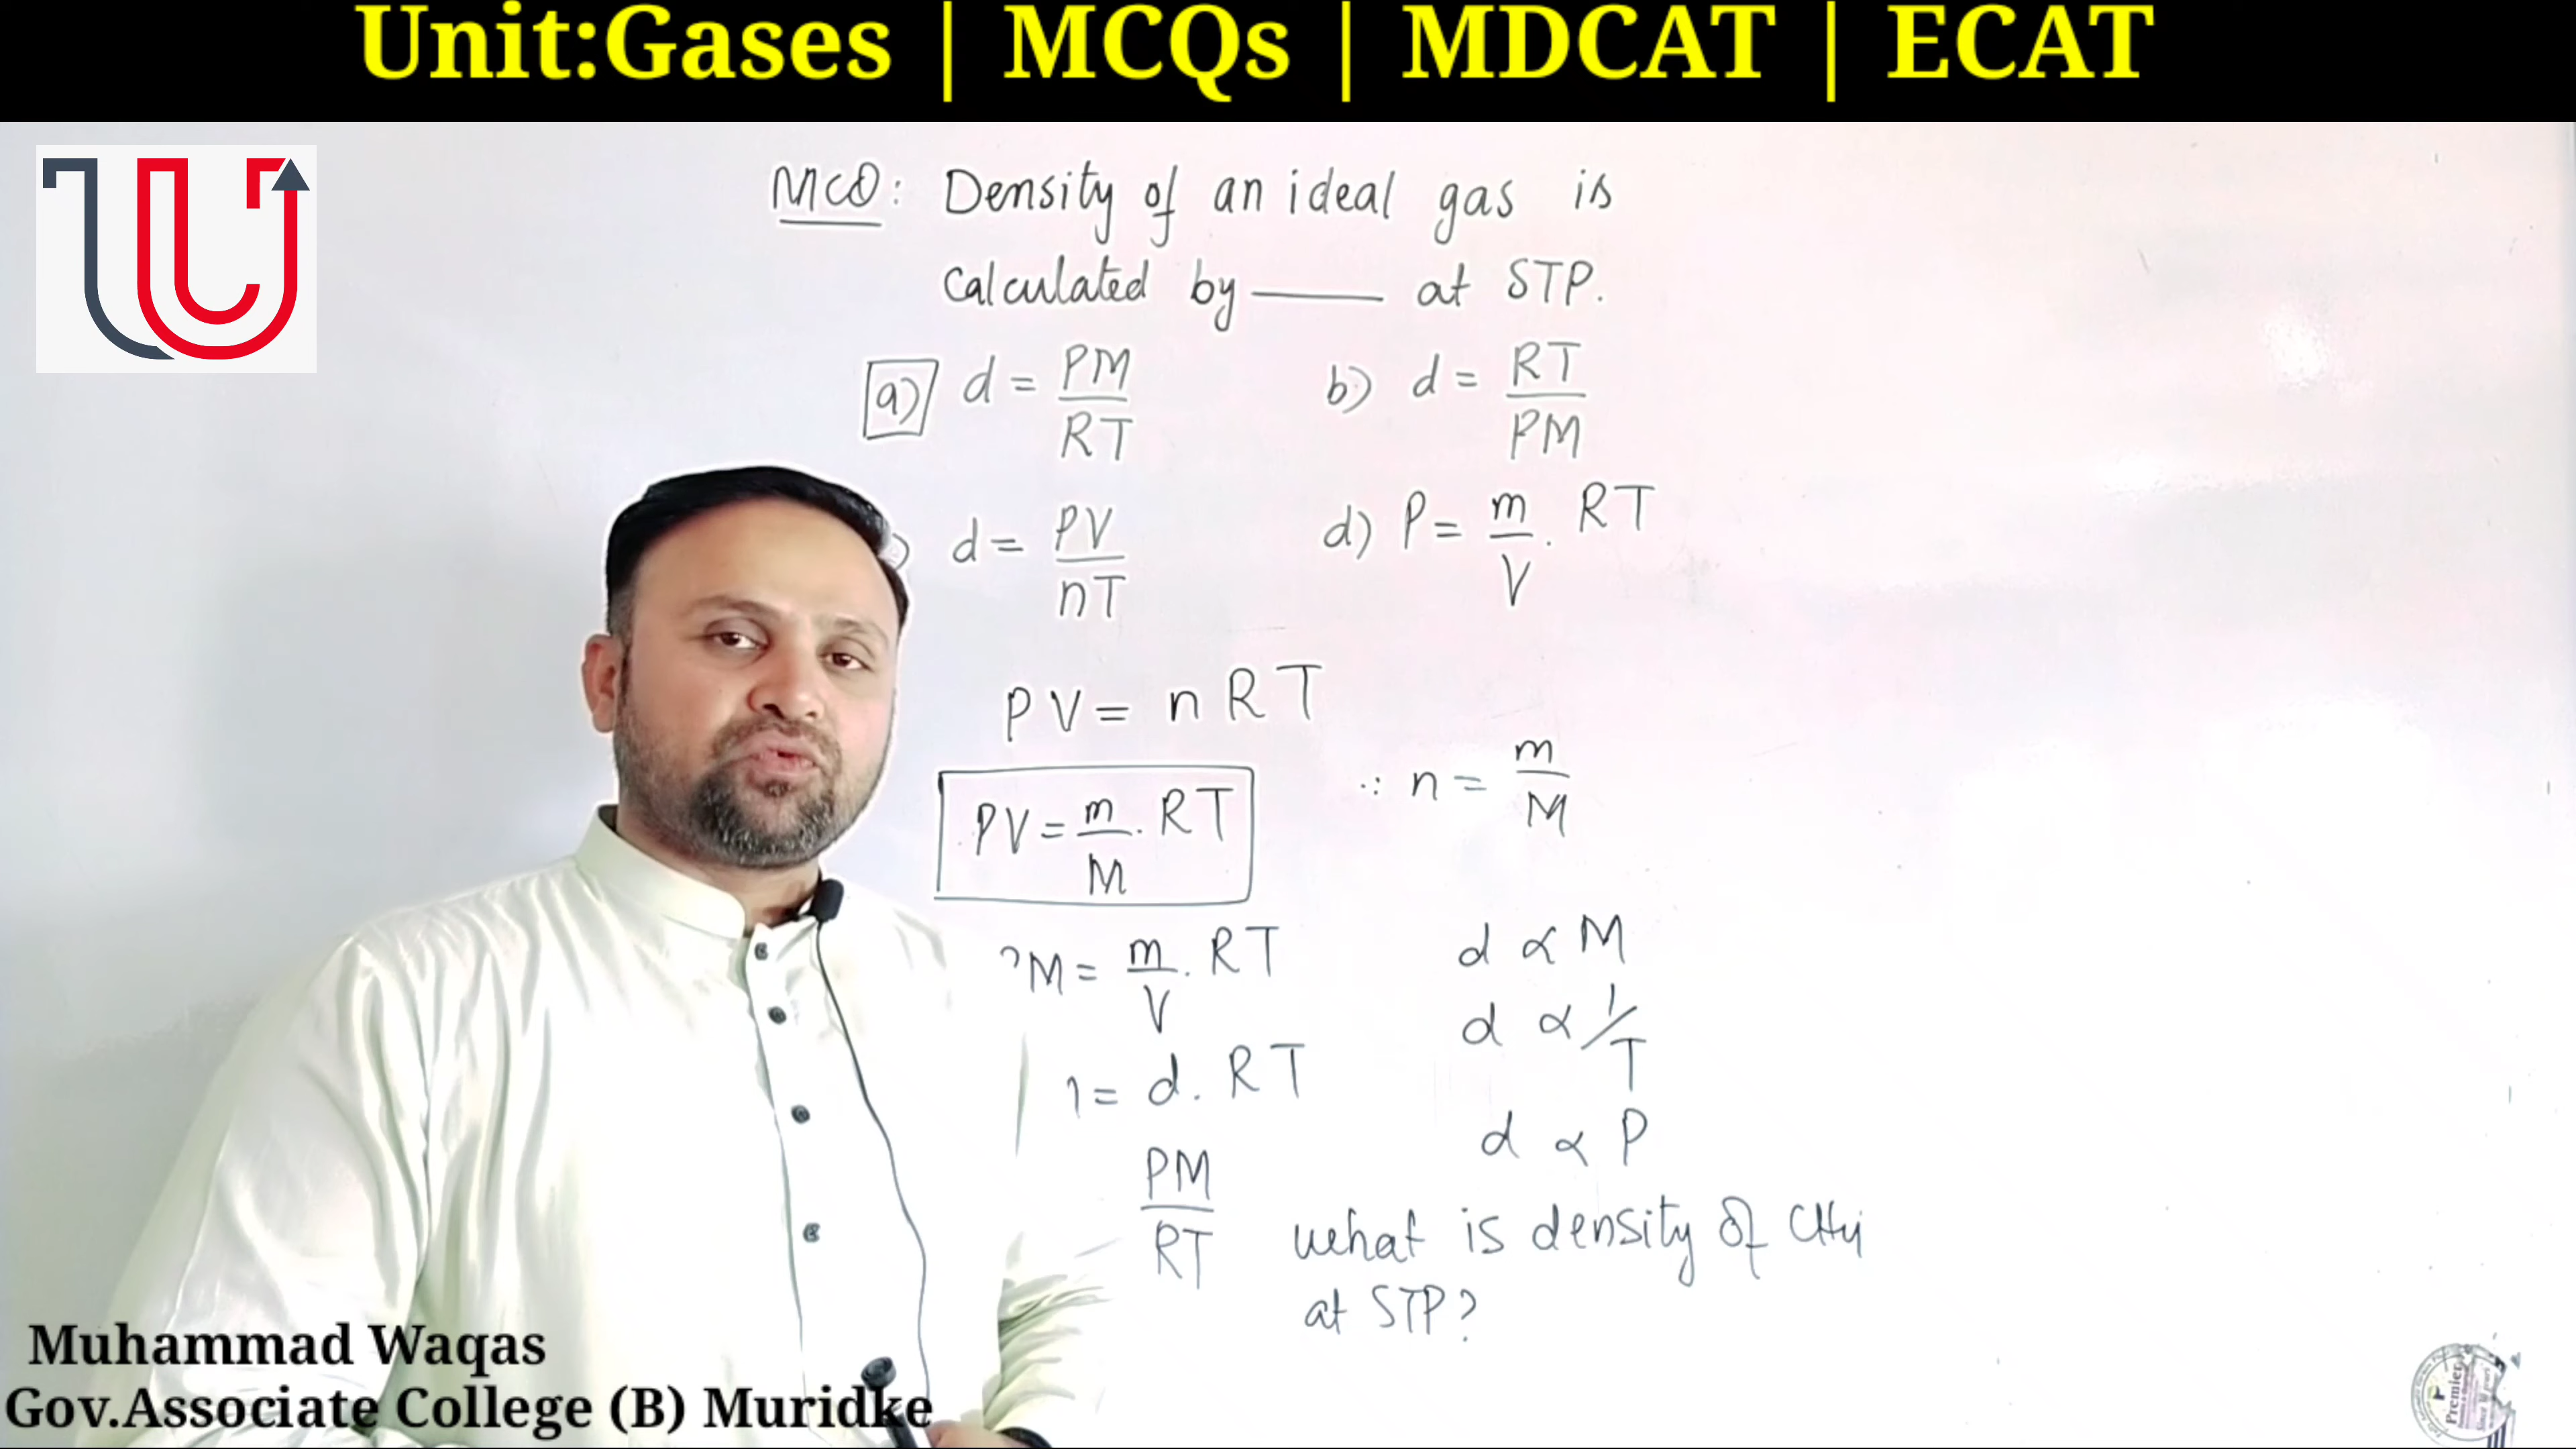 Unit:Gases | MCQs | MDCAT | ECAT
MCQ: Density of an ideal gas is
Calculated by ____ at STP.
a) d = PM/RT
b) d = RT/PM
) d = PV/nT
d) P = m/V . RT
PV = nRT
PV = m/M . RT
∵ n = m/M
M = m/V . RT
= d . RT
PM/RT
d ∝ M
d ∝ 1/T
d ∝ P
what is density of CH4
at STP?
Muhammad Waqas
Gov.Associate College (B) Muridke
Premier